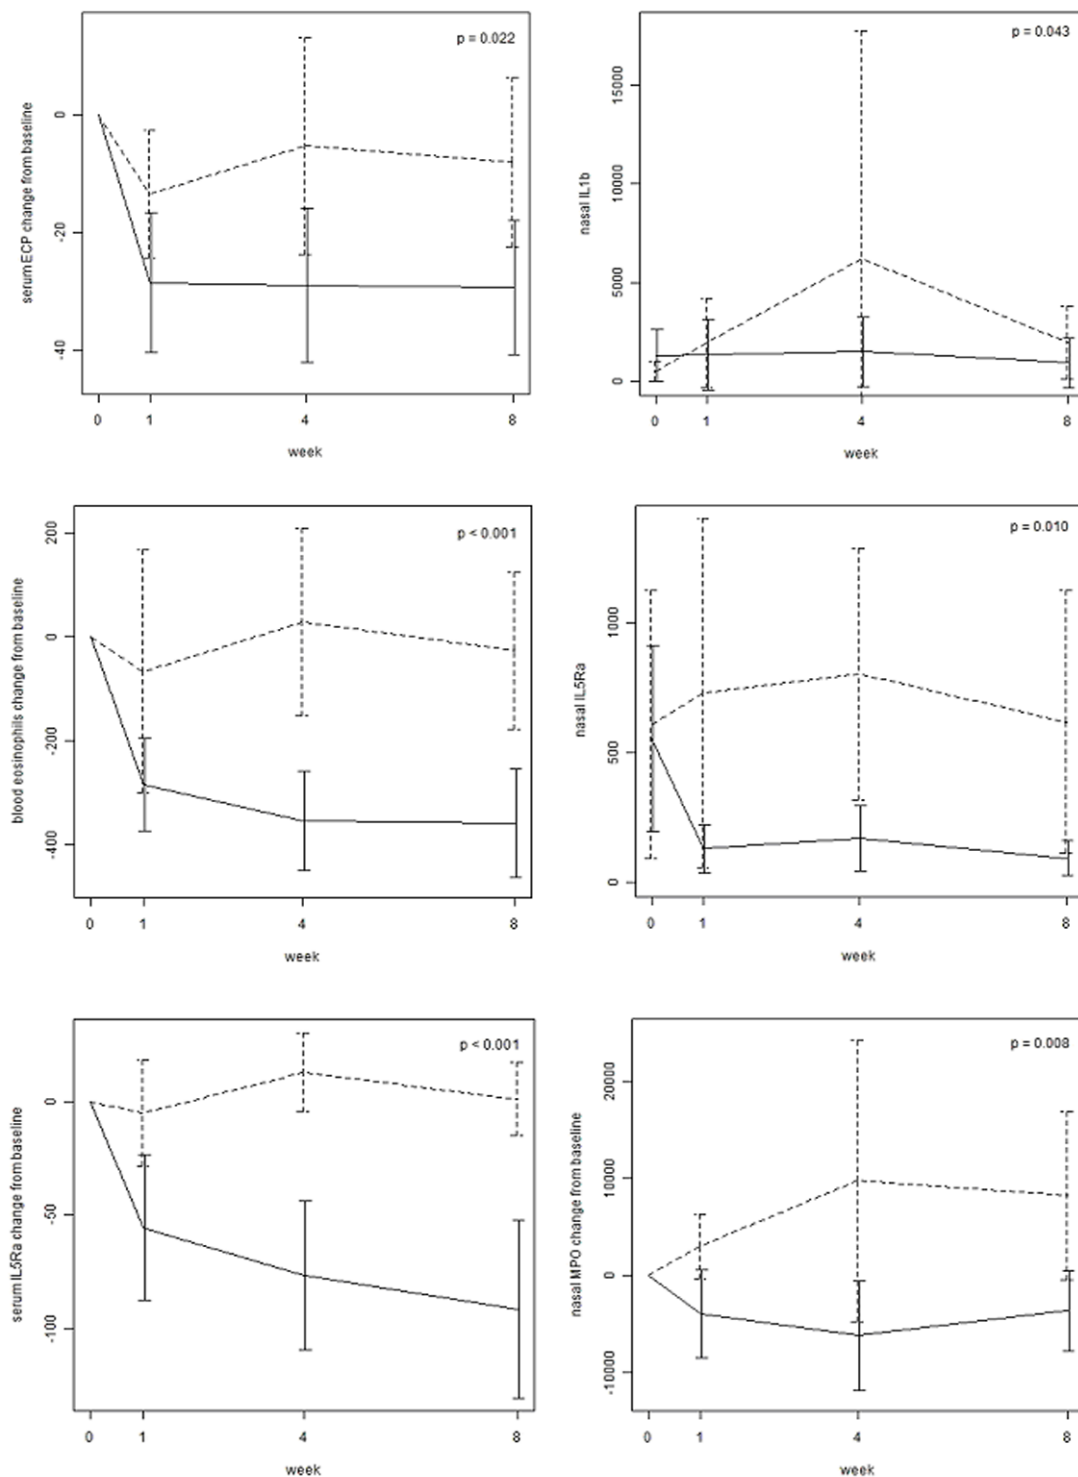 p = 0.022
serum ECP change from baseline
0
-20
-40
0 1 4 8
week
p = 0.043
nasal IL1b
15000
10000
5000
0
0 1 4 8
week
p < 0.001
blood eosinophils change from baseline
200
0
-200
-400
0 1 4 8
week
p = 0.010
nasal IL5Ra
1000
500
0
0 1 4 8
week
p < 0.001
serum IL5Ra change from baseline
0
-50
-100
0 1 4 8
week
p = 0.008
nasal MPO change from baseline
20000
10000
0
-10000
0 1 4 8
week